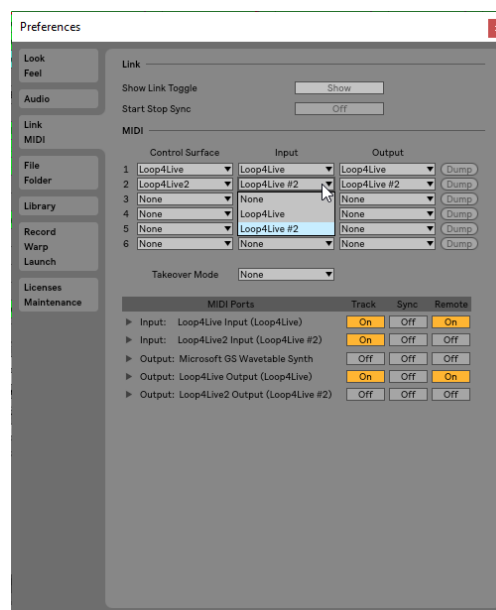 Preferences
Look
Feel
Audio
Link
MIDI
File
Folder
Library
Record
Warp
Launch
Licenses
Maintenance
Link
Show Link Toggle Show
Start Stop Sync Off
MIDI
Control Surface Input Output
1 Loop4Live Loop4Live Loop4Live Dump
2 Loop4Live2 Loop4Live #2 Loop4Live #2 Dump
3 None None None Dump
4 None Loop4Live None Dump
5 None Loop4Live #2 None Dump
6 None None None Dump
Takeover Mode None
MIDI Ports Track Sync Remote
Input: Loop4Live Input (Loop4Live) On Off On
Input: Loop4Live2 Input (Loop4Live #2) On Off Off
Output: Microsoft GS Wavetable Synth Off Off Off
Output: Loop4Live Output (Loop4Live) On Off On
Output: Loop4Live2 Output (Loop4Live #2) Off Off Off